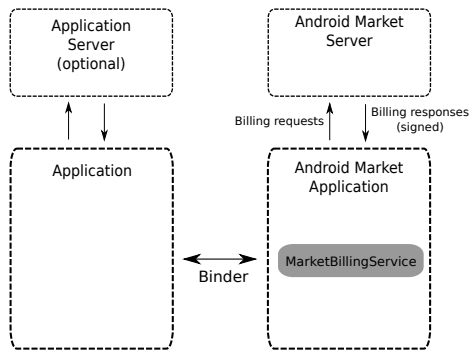 Application
Server
(optional)
Android Market
Server
Billing requests
Billing responses
(signed)
Application
Android Market
Application
MarketBillingService
Binder